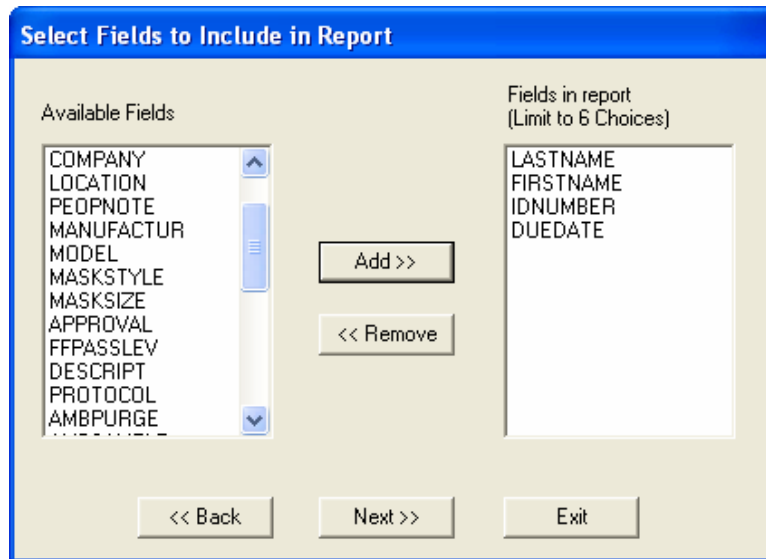 Select Fields to Include in Report
Available Fields
COMPANY
LOCATION
PEOPNOTE
MANUFACTUR
MODEL
MASKSTYLE
MASKSIZE
APPROVAL
FFPASSLEV
DESCRIPT
PROTOCOL
AMBPURGE
Add >>
<< Remove
Fields in report
(Limit to 6 Choices)
LASTNAME
FIRSTNAME
IDNUMBER
DUEDATE
<< Back
Next >>
Exit